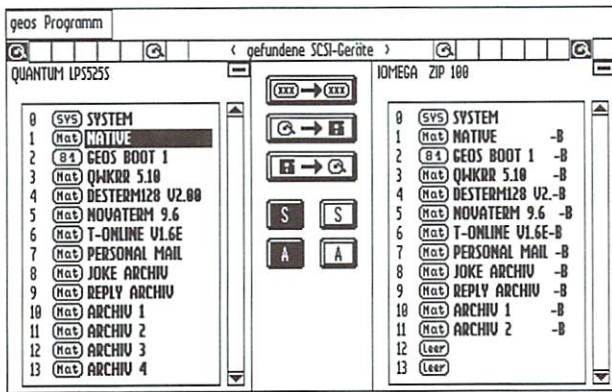 geos Programm
‹ gefundene SCSI-Geräte ›
QUANTUM LPS525S
0 SYS SYSTEM
1 Nat NATIVE
2 81 GEOS BOOT 1
3 Nat QWKRR 5.10
4 Nat DESTERM128 V2.00
5 Nat NOVATERM 9.6
6 Nat T-ONLINE V1.6E
7 Nat PERSONAL MAIL
8 Nat JOKE ARCHIV
9 Nat REPLY ARCHIV
10 Nat ARCHIV 1
11 Nat ARCHIV 2
12 Nat ARCHIV 3
13 Nat ARCHIV 4
xxx → xxx
S S
A A
IOMEGA ZIP 100
0 SYS SYSTEM
1 Nat NATIVE -B
2 81 GEOS BOOT 1 -B
3 Nat QWKRR 5.10 -B
4 Nat DESTERM128 V2.-B
5 Nat NOVATERM 9.6 -B
6 Nat T-ONLINE V1.6E-B
7 Nat PERSONAL MAIL -B
8 Nat JOKE ARCHIV -B
9 Nat REPLY ARCHIV -B
10 Nat ARCHIV 1 -B
11 Nat ARCHIV 2 -B
12 leer
13 leer